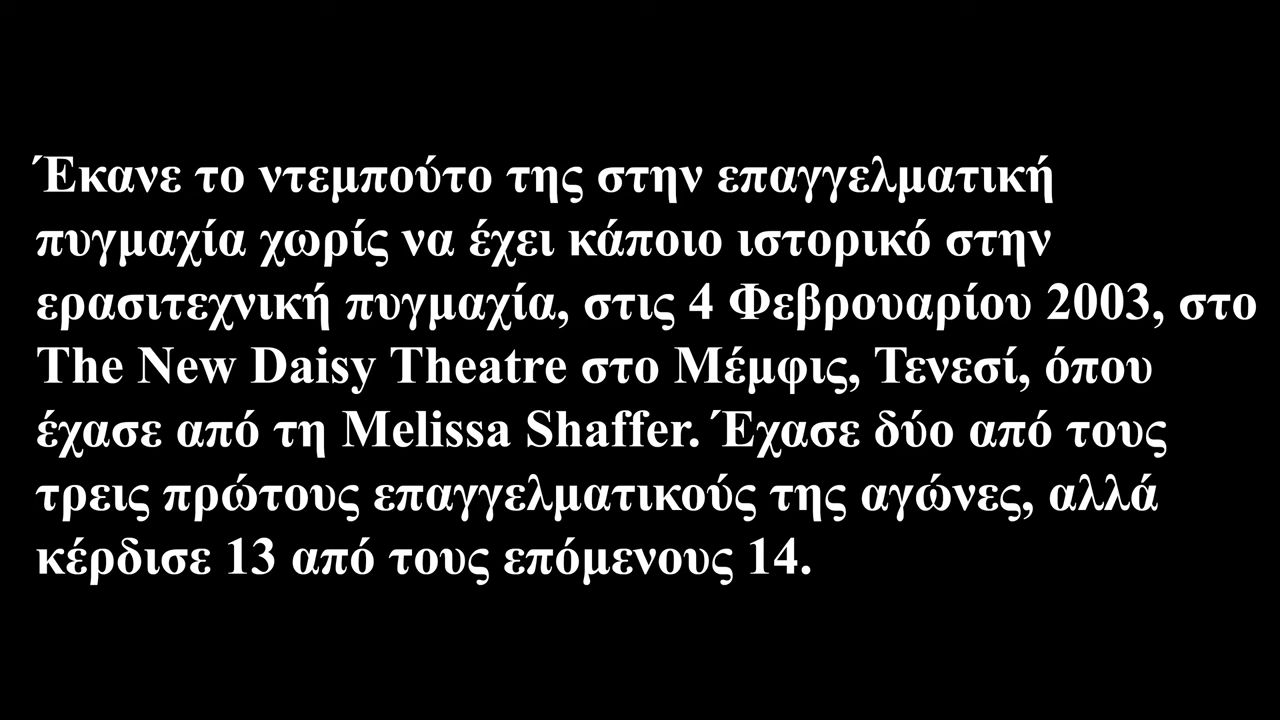 Έκανε το ντεμπούτο της στην επαγγελματική
πυγμαχία χωρίς να έχει κάποιο ιστορικό στην
ερασιτεχνική πυγμαχία, στις 4 Φεβρουαρίου 2003, στο
The New Daisy Theatre στο Μέμφις, Τενεσί, όπου
έχασε από τη Melissa Shaffer. Έχασε δύο από τους
τρεις πρώτους επαγγελματικούς της αγώνες, αλλά
κέρδισε 13 από τους επόμενους 14.